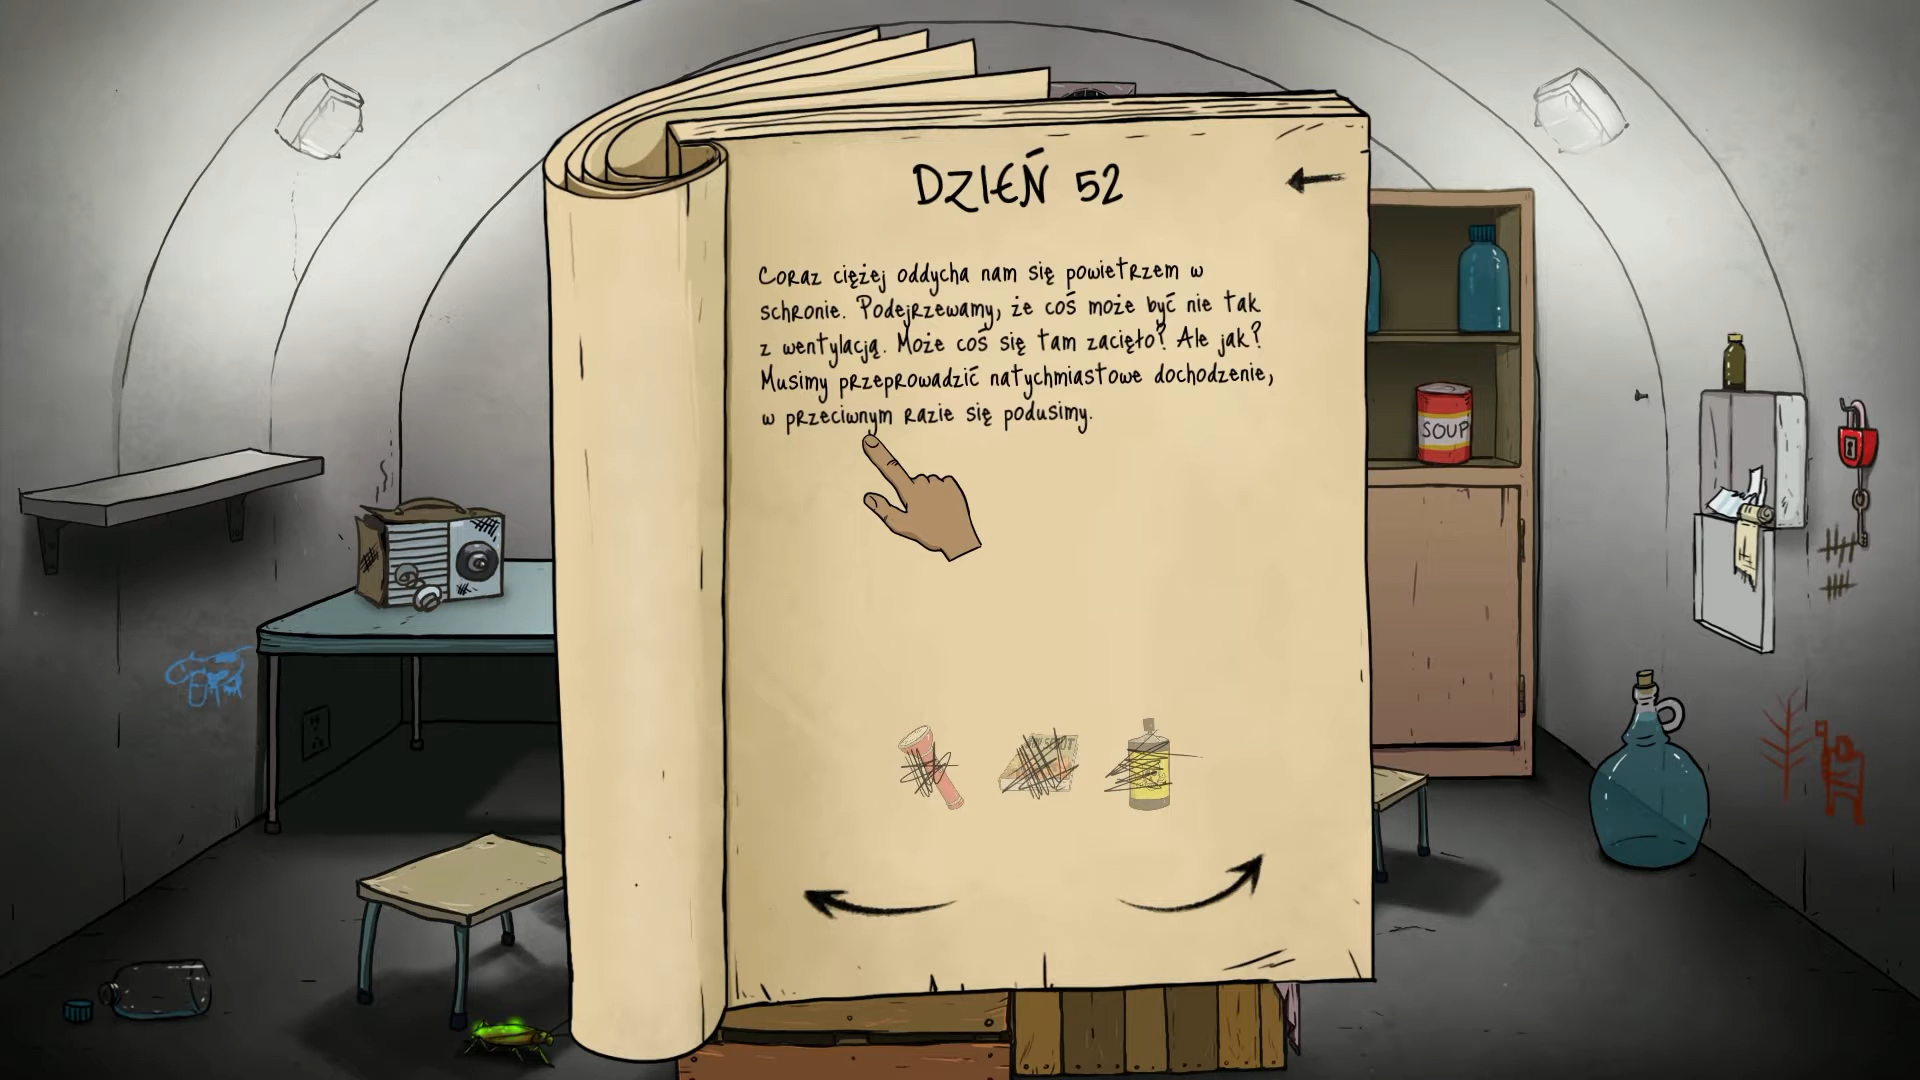 DZIEŃ 52
Coraz ciężej oddycha nam się powietrzem w
schronie. Podejrzewamy, że coś może być nie tak
z wentylacją. Może coś się tam zacięło? Ale jak?
Musimy przeprowadzić natychmiastowe dochodzenie,
w przeciwnym razie się podusimy.
SOUP